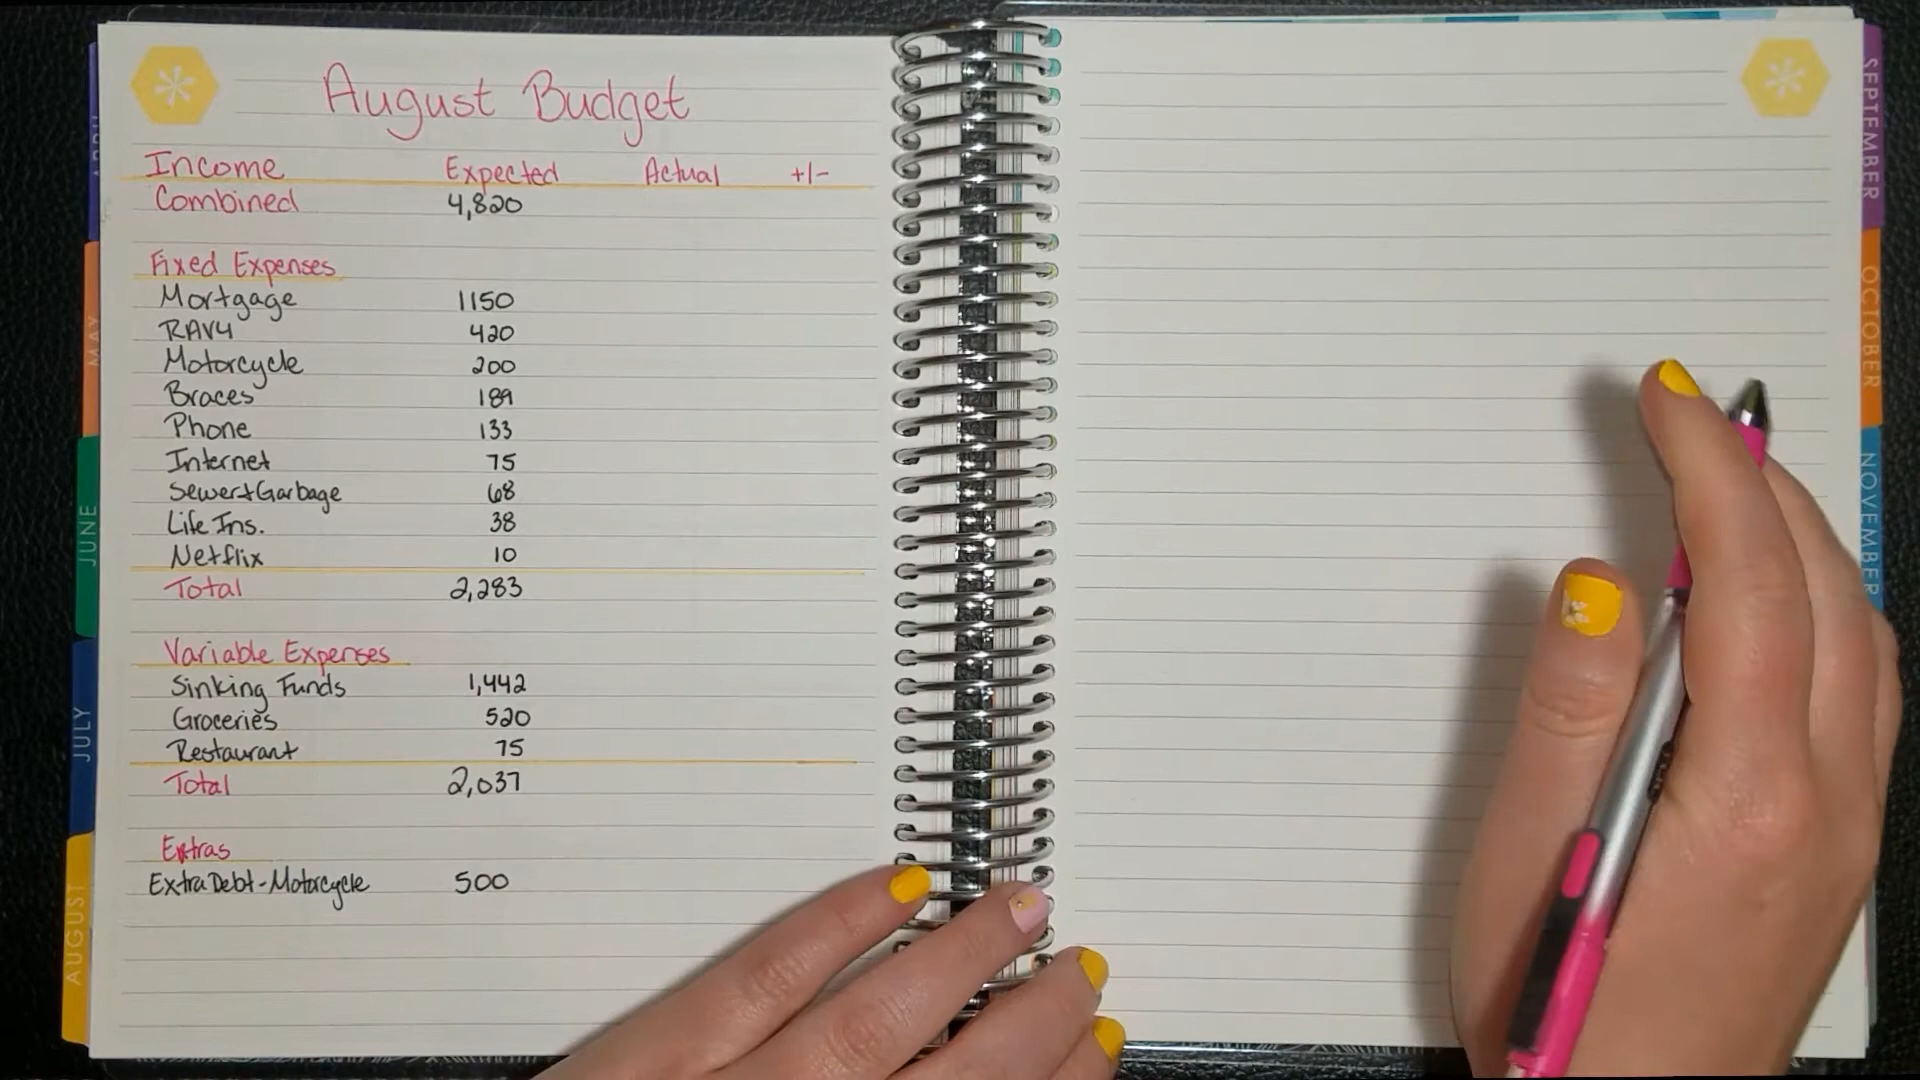 August Budget
Income Expected Actual +/-
Combined 4,820
Fixed Expenses
Mortgage 1150
RAV4 420
Motorcycle 200
Braces 189
Phone 133
Internet 75
Sewer+Garbage 68
Life Ins. 38
Netflix 10
Total 2,283
Variable Expenses
Sinking Funds 1,442
Groceries 520
Restaurant 75
Total 2,037
Extras
Extra Debt - Motorcycle 500
MAY
JUNE
JULY
AUGUST
SEPTEMBER
OCTOBER
NOVEMBER